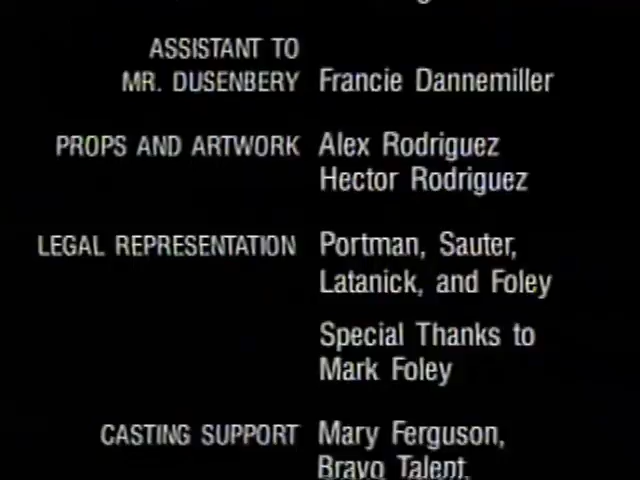 ASSISTANT TO
MR. DUSENBERY Francie Dannemiller
PROPS AND ARTWORK Alex Rodriguez
Hector Rodriguez
LEGAL REPRESENTATION Portman, Sauter,
Latanick, and Foley
Special Thanks to
Mark Foley
CASTING SUPPORT Mary Ferguson,
Bravo Talent,